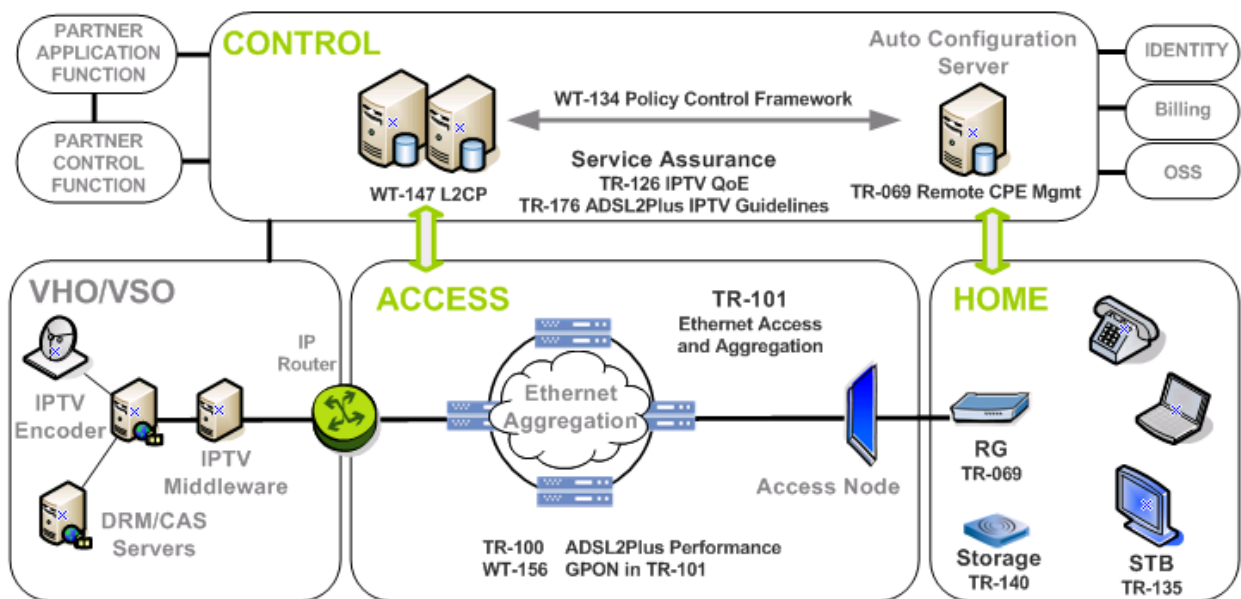 PARTNER
APPLICATION
FUNCTION
PARTNER
CONTROL
FUNCTION
CONTROL
Auto Configuration
Server
WT-134 Policy Control Framework
Service Assurance
TR-126 IPTV QoE
TR-176 ADSL2Plus IPTV Guidelines
WT-147 L2CP
TR-069 Remote CPE Mgmt
IDENTITY
Billing
OSS
VHO/VSO
IPTV
Encoder
IPTV
Middleware
DRM/CAS
Servers
IP
Router
ACCESS
TR-101
Ethernet Access
and Aggregation
Ethernet
Aggregation
Access Node
TR-100 ADSL2Plus Performance
WT-156 GPON in TR-101
HOME
RG
TR-069
Storage
TR-140
STB
TR-135